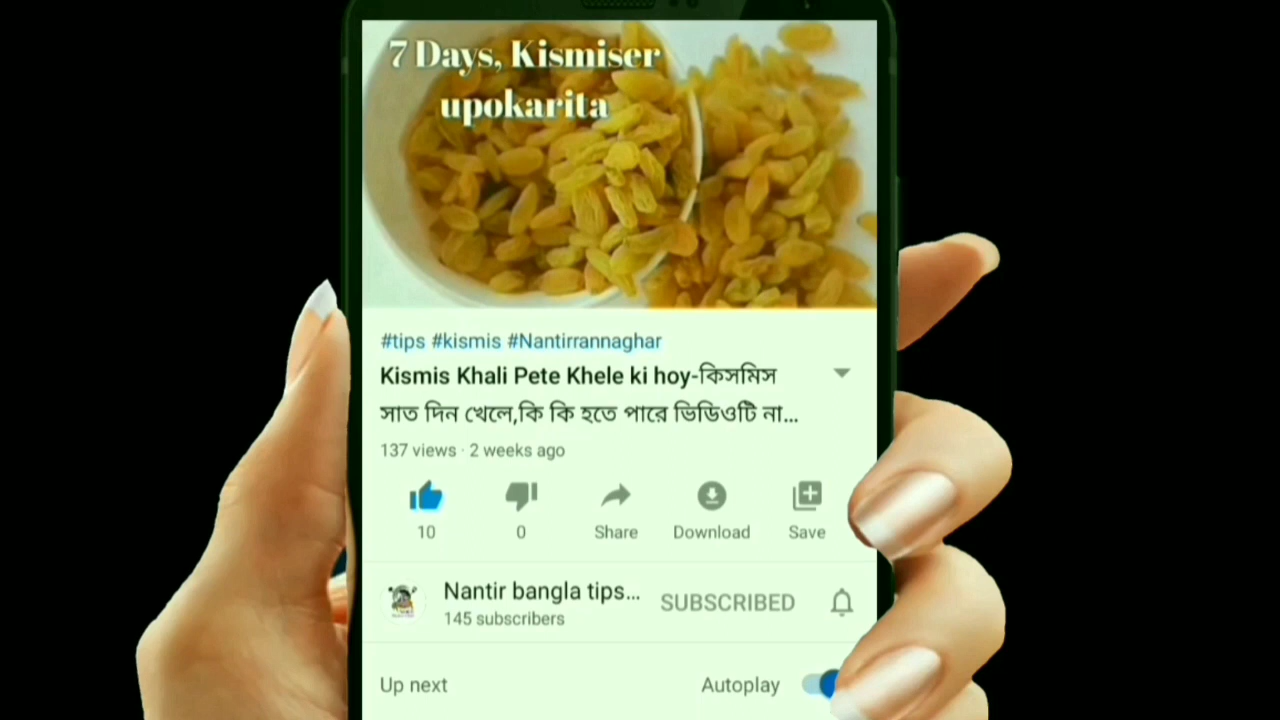 7 Days, Kismiser
upokarita
#tips #kismis #Nantirrannaghar
Kismis Khali Pete Khele ki hoy-কিসমিস
সাত দিন খেলে,কি কি হতে পারে ভিডিওটি না...
137 views · 2 weeks ago
10
0
Share
Download
Save
Nantir bangla tips...
SUBSCRIBED
145 subscribers
Up next
Autoplay